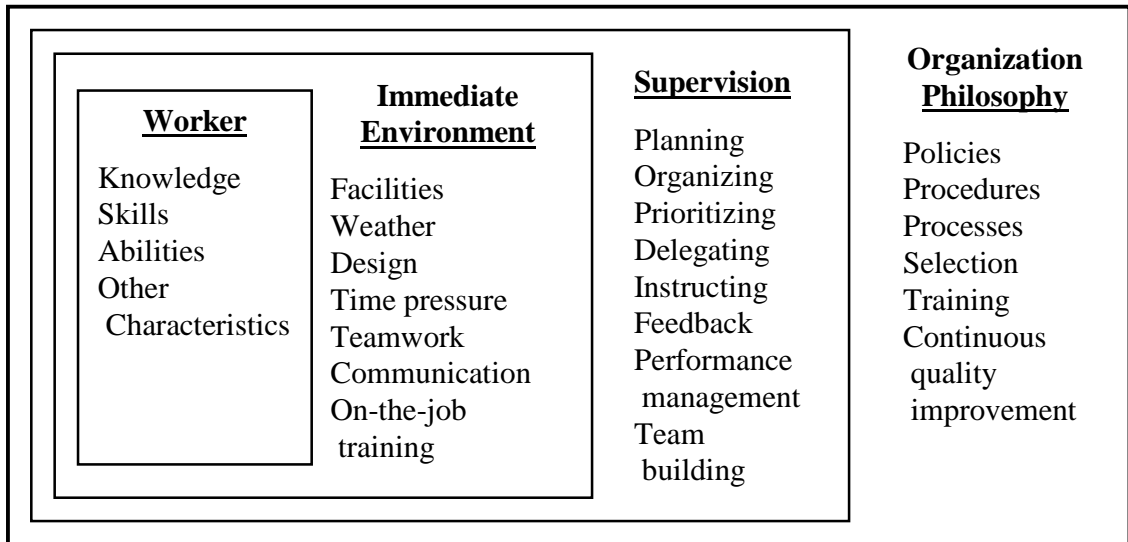 Worker
Knowledge
Skills
Abilities
Other
Characteristics
Immediate
Environment
Facilities
Weather
Design
Time pressure
Teamwork
Communication
On-the-job
training
Supervision
Planning
Organizing
Prioritizing
Delegating
Instructing
Feedback
Performance
management
Team
building
Organization
Philosophy
Policies
Procedures
Processes
Selection
Training
Continuous
quality
improvement